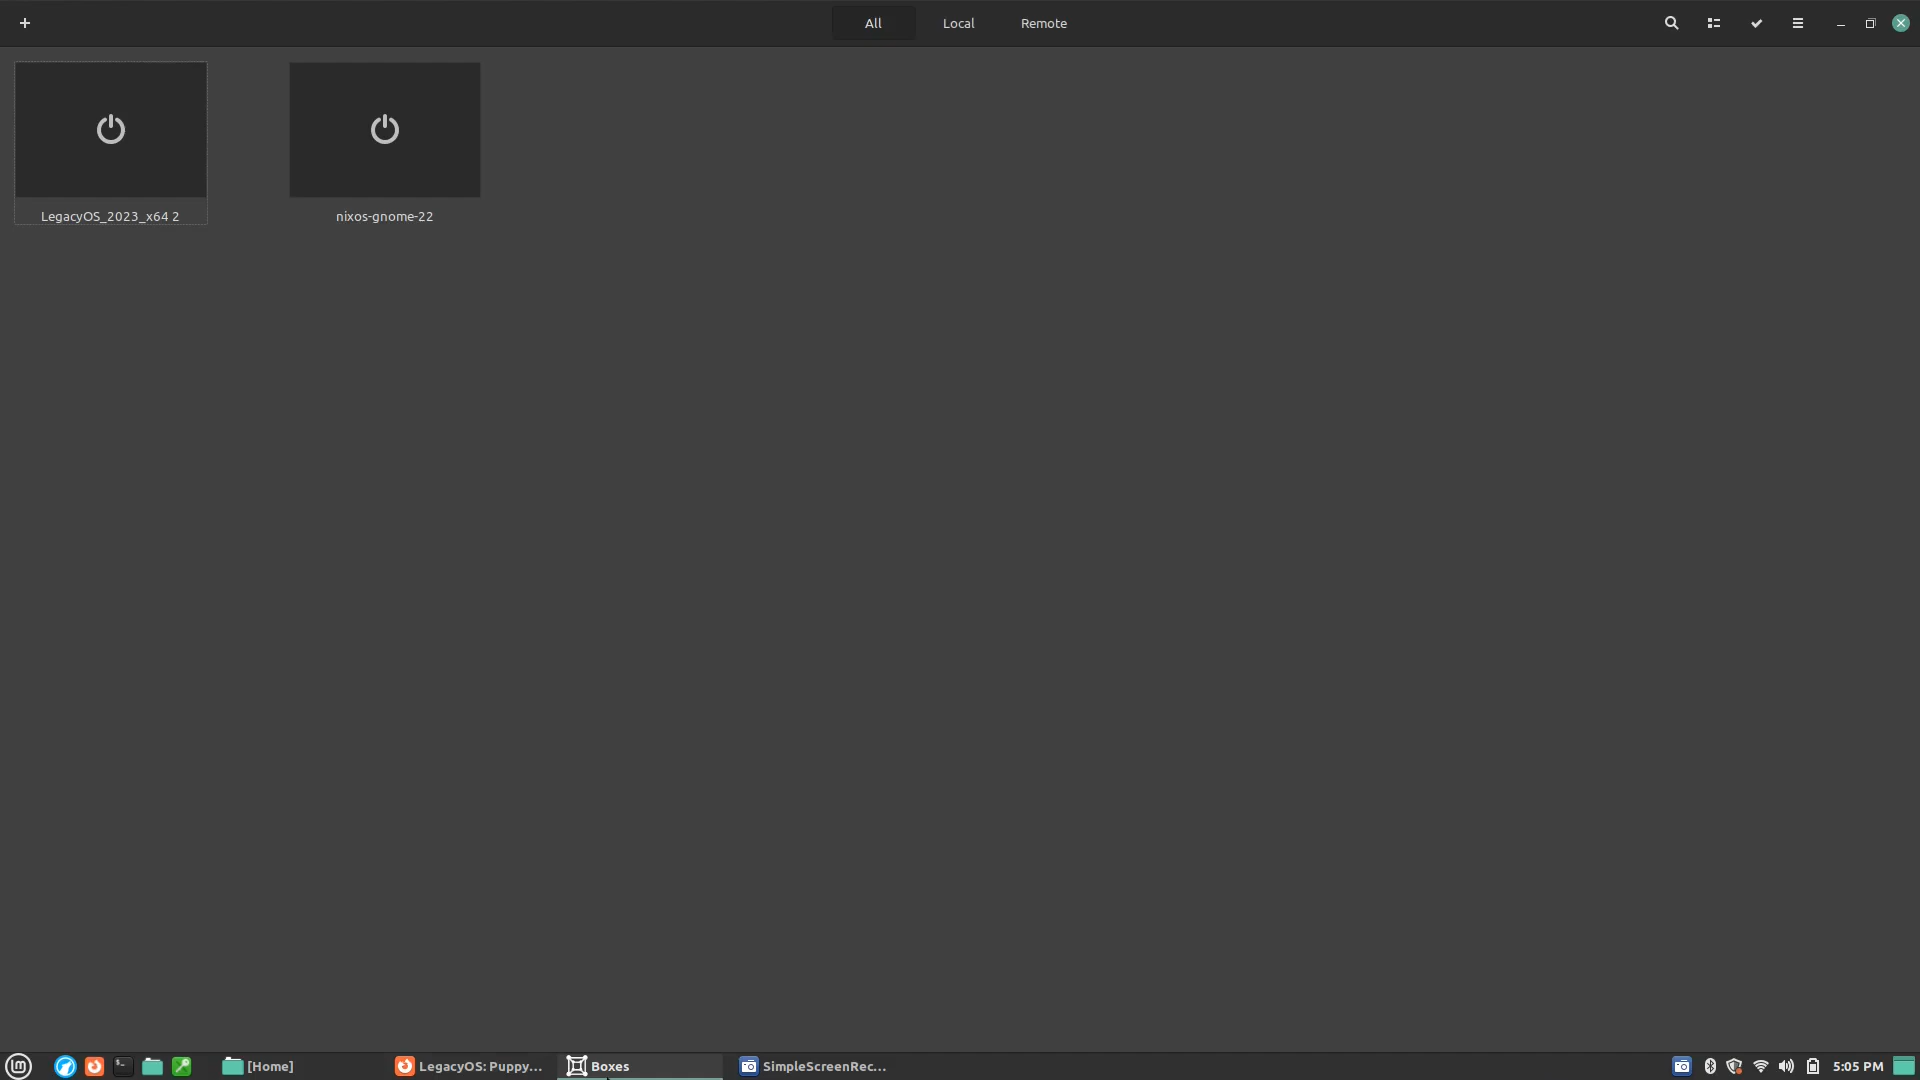 All
Local
Remote
LegacyOS_2023_x64 2
nixos-gnome-22
[Home]
LegacyOS: Puppy...
Boxes
SimpleScreenRec...
5:05 PM